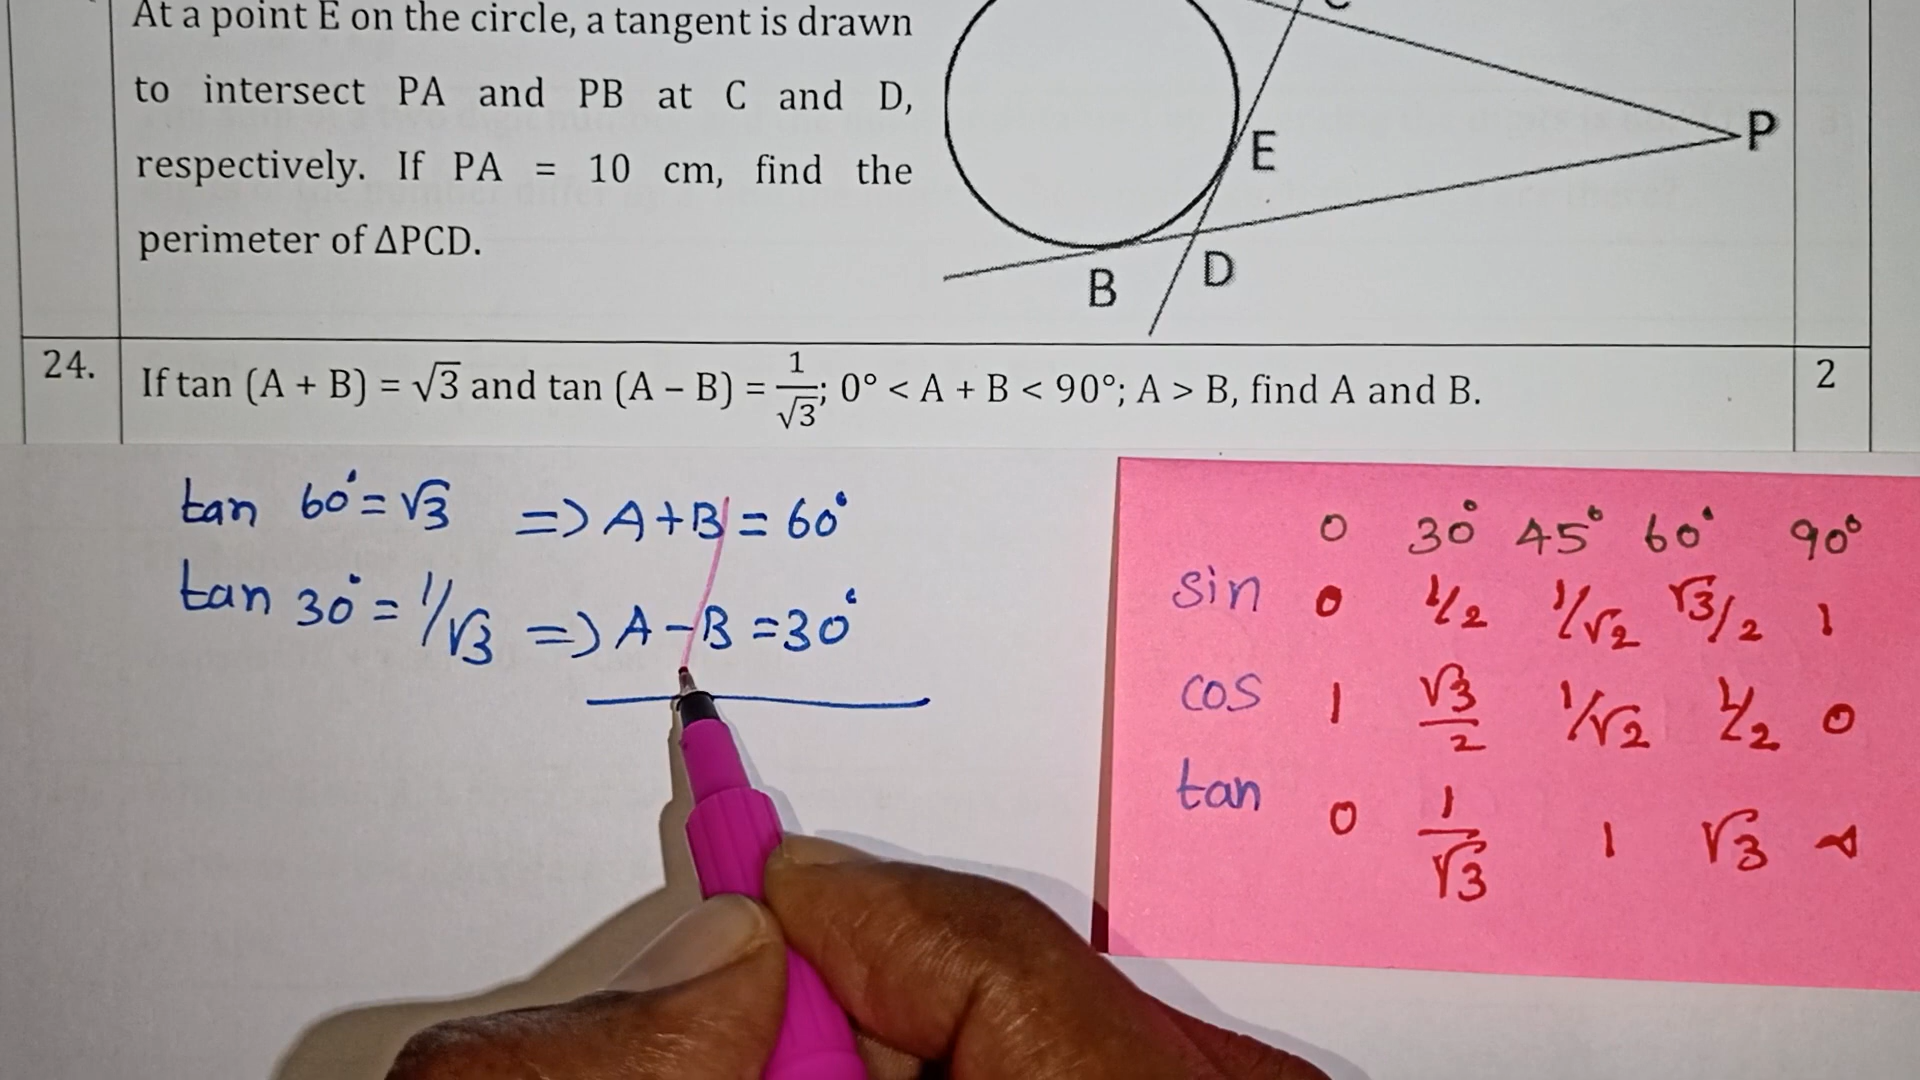 At a point E on the circle, a tangent is drawn
to intersect PA and PB at C and D,
respectively. If PA = 10 cm, find the
perimeter of ΔPCD.
P
E
D
B
24.
If tan (A + B) = √3 and tan (A – B) = 1/√3; 0° < A + B < 90°; A > B, find A and B.
2
tan 60° = √3 => A+B = 60°
tan 30° = 1/√3 => A-B = 30°
0 30° 45° 60° 90°
sin 0 1/2 1/√2 √3/2 1
cos 1 √3/2 1/√2 1/2 0
tan 0 1/√3 1 √3